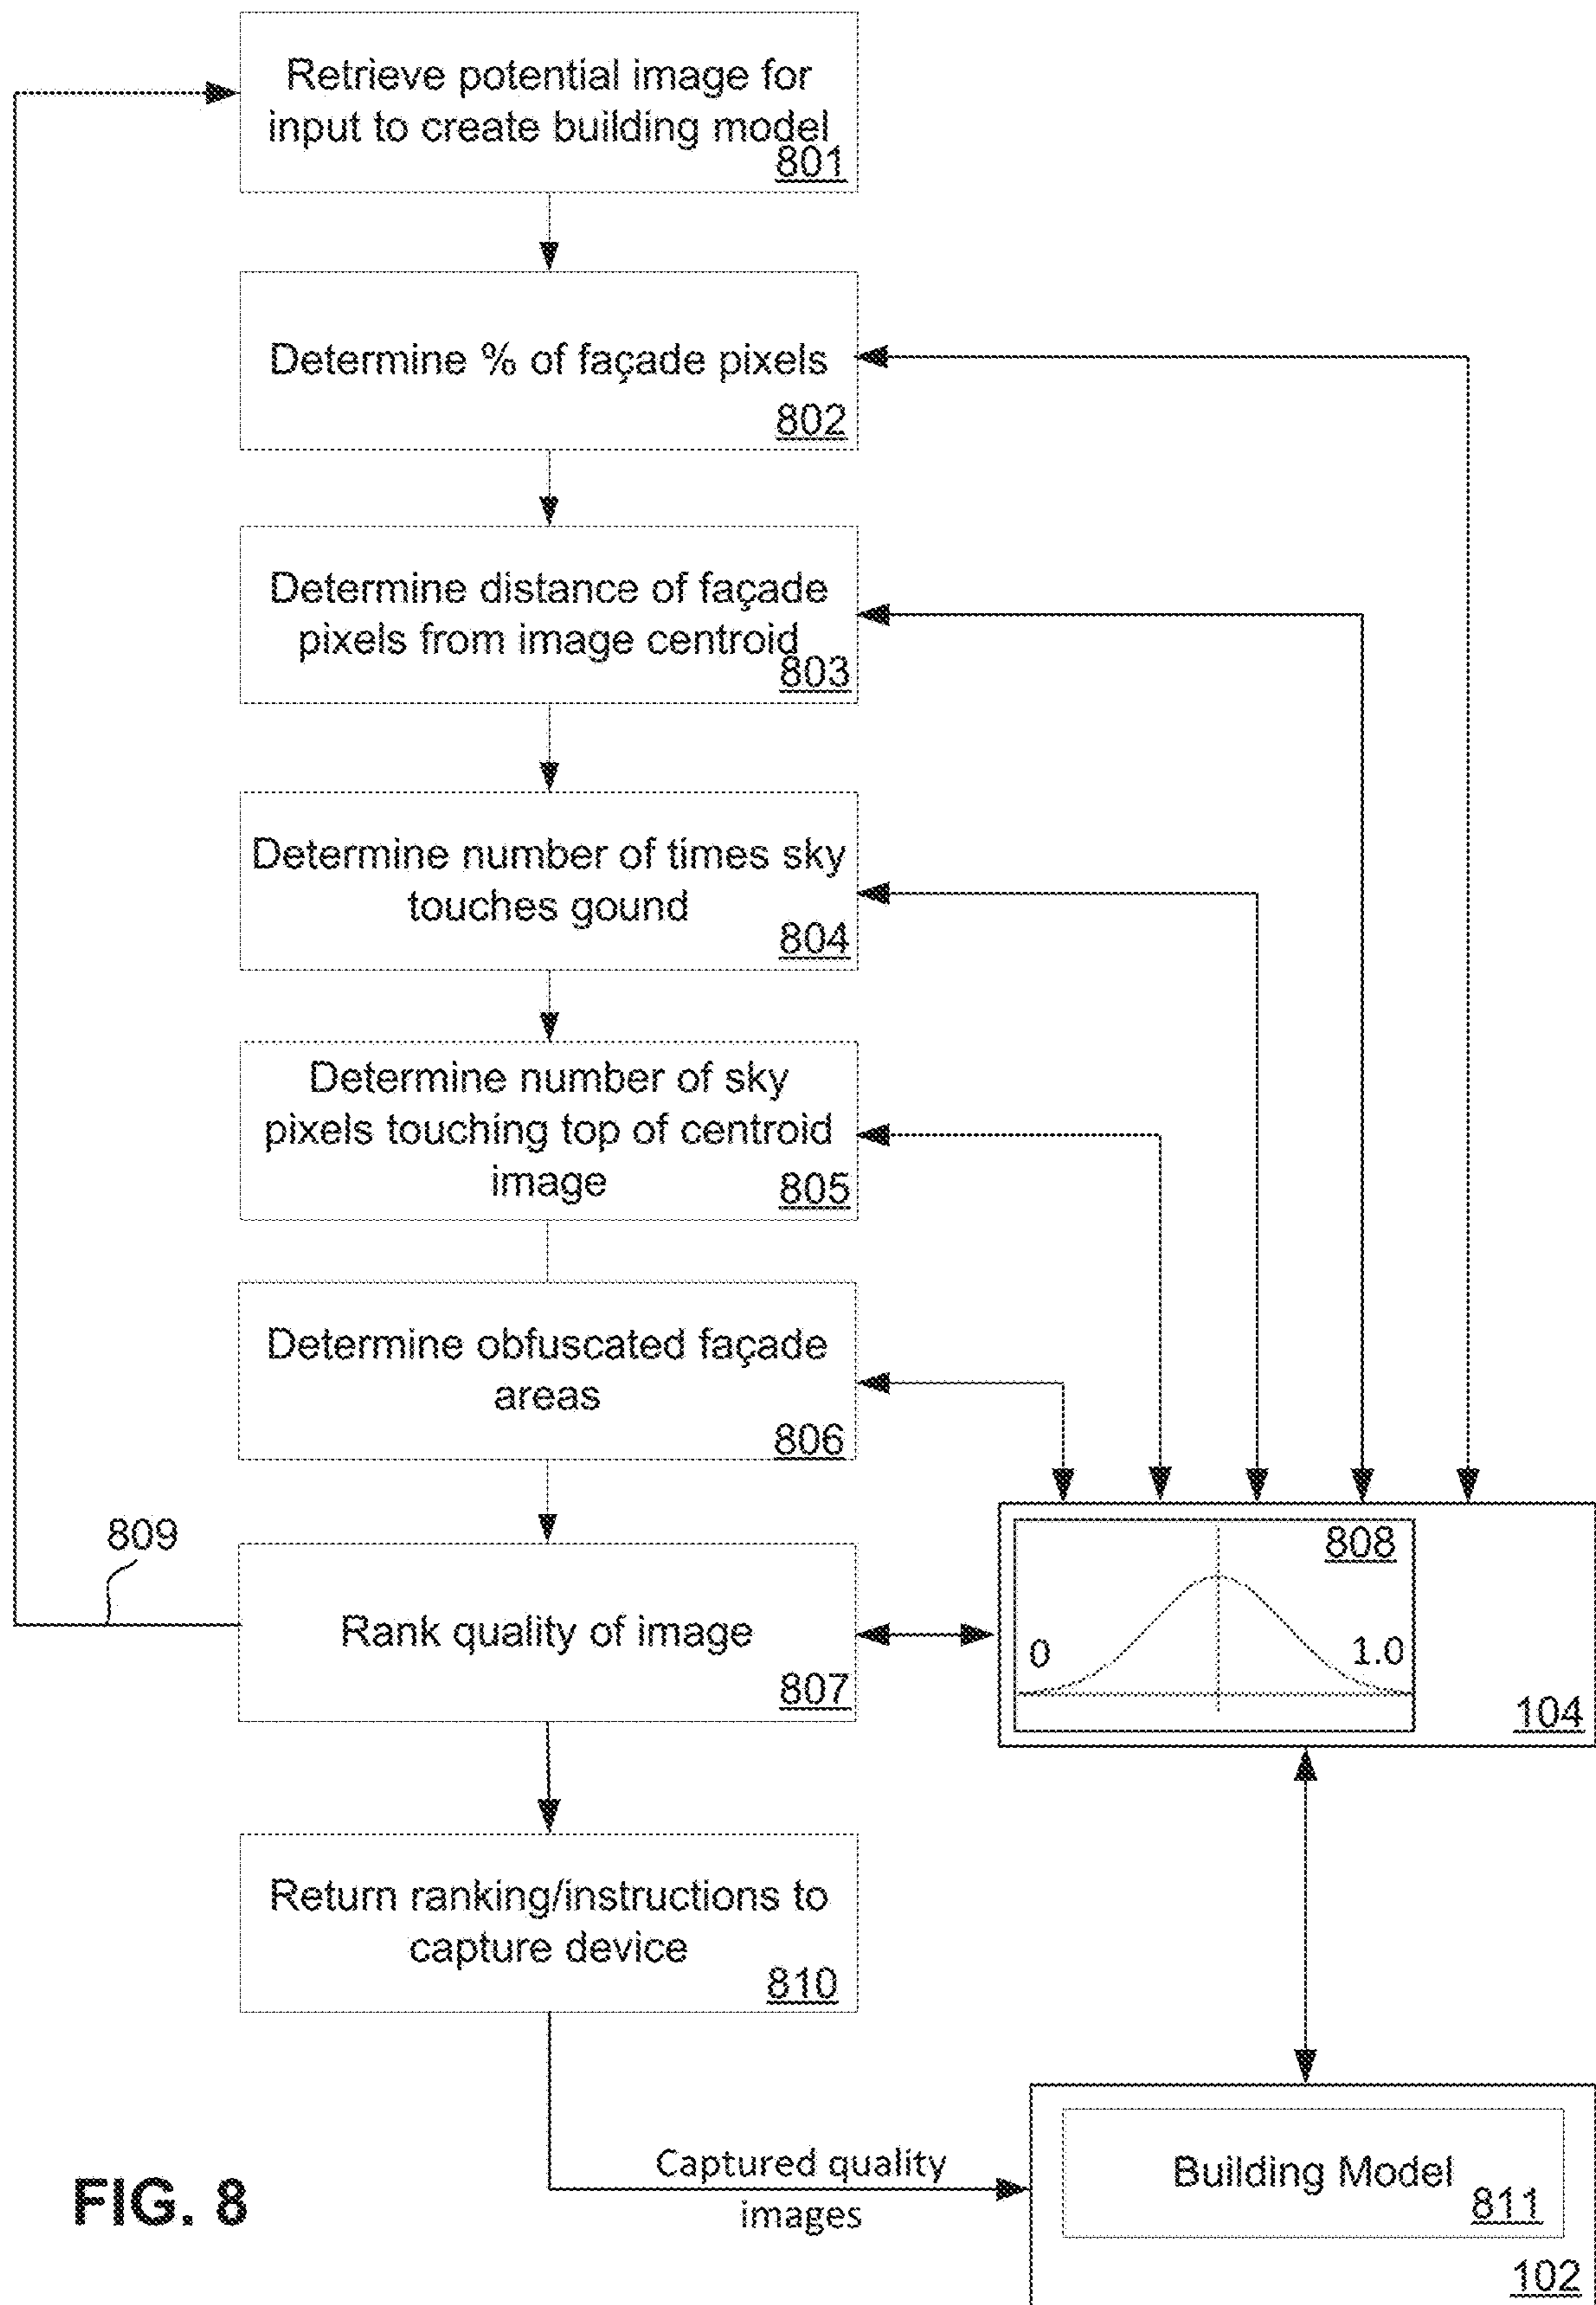 Retrieve potential image for
input to create building model
801
Determine % of façade pixels
802
Determine distance of façade
pixels from image centroid
803
Determine number of times sky
touches gound
804
Determine number of sky
pixels touching top of centroid
image
805
Determine obfuscated façade
areas
806
809
Rank quality of image
807
808
0
1.0
104
Return ranking/instructions to
capture device
810
Captured quality
images
Building Model
811
102
FIG. 8